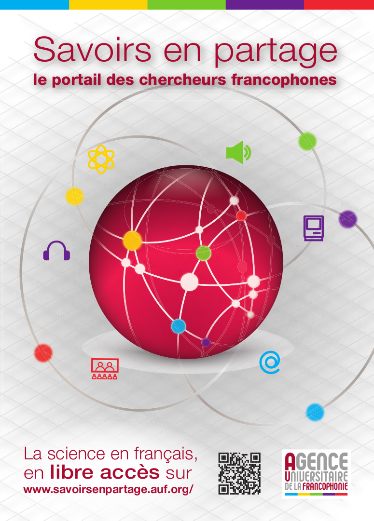 Savoirs en partage
le portail des chercheurs francophones
@
La science en français,
en libre accès sur
www.savoirsenpartage.auf.org/
AGENCE
UNIVERSITAIRE
DE LA FRANCOPHONIE